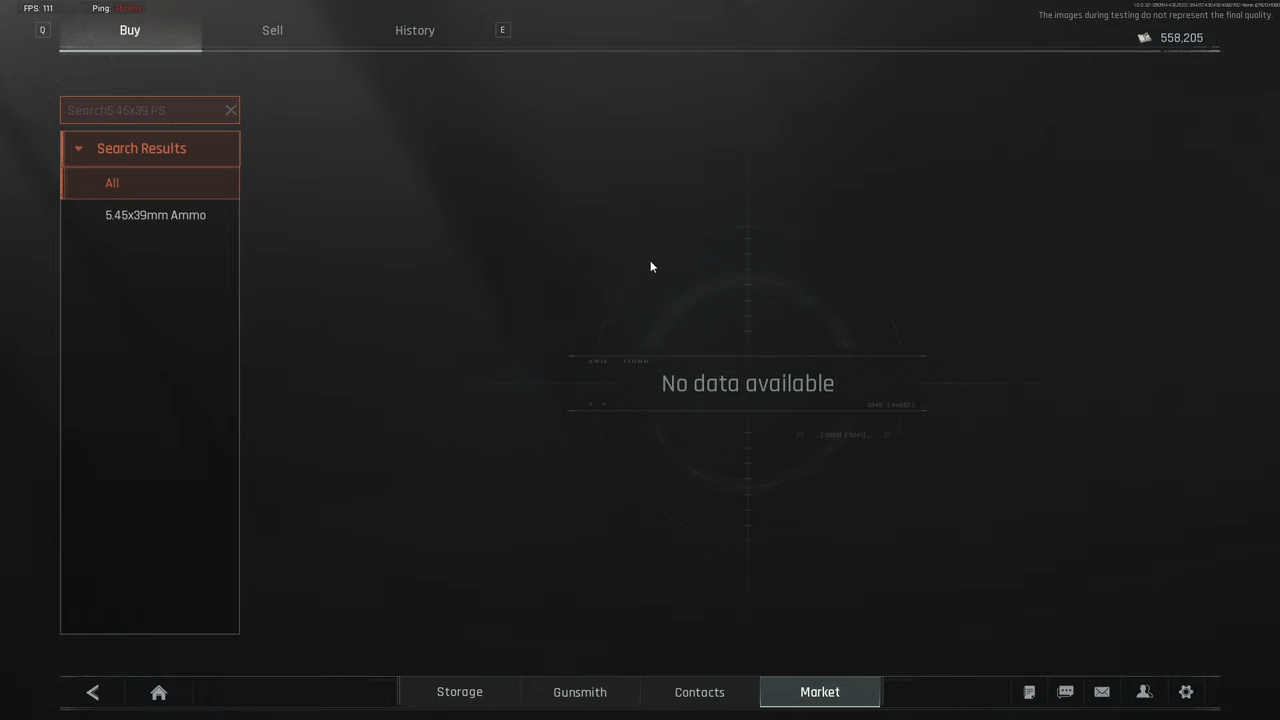 FPS: 111
Ping:
The images during testing do not represent the final quality.
Q
Buy
Sell
History
E
558,205
Search5.45x39 PS
Search Results
All
5.45x39mm Ammo
No data available
Storage
Gunsmith
Contacts
Market